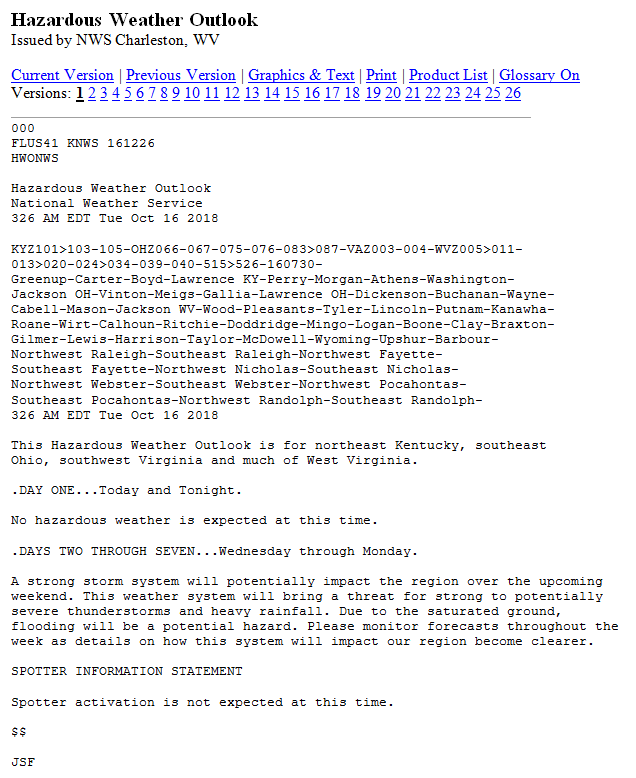 Hazardous Weather Outlook
Issued by NWS Charleston, WV
Current Version | Previous Version | Graphics & Text | Print | Product List | Glossary On
Versions: 1 2 3 4 5 6 7 8 9 10 11 12 13 14 15 16 17 18 19 20 21 22 23 24 25 26
000
FLUS41 KNWS 161226
HWONWS
Hazardous Weather Outlook
National Weather Service
326 AM EDT Tue Oct 16 2018
KYZ101>103-105-OHZ066-067-075-076-083>087-VAZ003-004-WVZ005>011-
013>020-024>034-039-040-515>526-160730-
Greenup-Carter-Boyd-Lawrence KY-Perry-Morgan-Athens-Washington-
Jackson OH-Vinton-Meigs-Gallia-Lawrence OH-Dickenson-Buchanan-Wayne-
Cabell-Mason-Jackson WV-Wood-Pleasants-Tyler-Lincoln-Putnam-Kanawha-
Roane-Wirt-Calhoun-Ritchie-Doddridge-Mingo-Logan-Boone-Clay-Braxton-
Gilmer-Lewis-Harrison-Taylor-McDowell-Wyoming-Upshur-Barbour-
Northwest Raleigh-Southeast Raleigh-Northwest Fayette-
Southeast Fayette-Northwest Nicholas-Southeast Nicholas-
Northwest Webster-Southeast Webster-Northwest Pocahontas-
Southeast Pocahontas-Northwest Randolph-Southeast Randolph-
326 AM EDT Tue Oct 16 2018
This Hazardous Weather Outlook is for northeast Kentucky, southeast
Ohio, southwest Virginia and much of West Virginia.
.DAY ONE...Today and Tonight.
No hazardous weather is expected at this time.
.DAYS TWO THROUGH SEVEN...Wednesday through Monday.
A strong storm system will potentially impact the region over the upcoming
weekend. This weather system will bring a threat for strong to potentially
severe thunderstorms and heavy rainfall. Due to the saturated ground,
flooding will be a potential hazard. Please monitor forecasts throughout the
week as details on how this system will impact our region become clearer.
SPOTTER INFORMATION STATEMENT
Spotter activation is not expected at this time.
$$
JSF